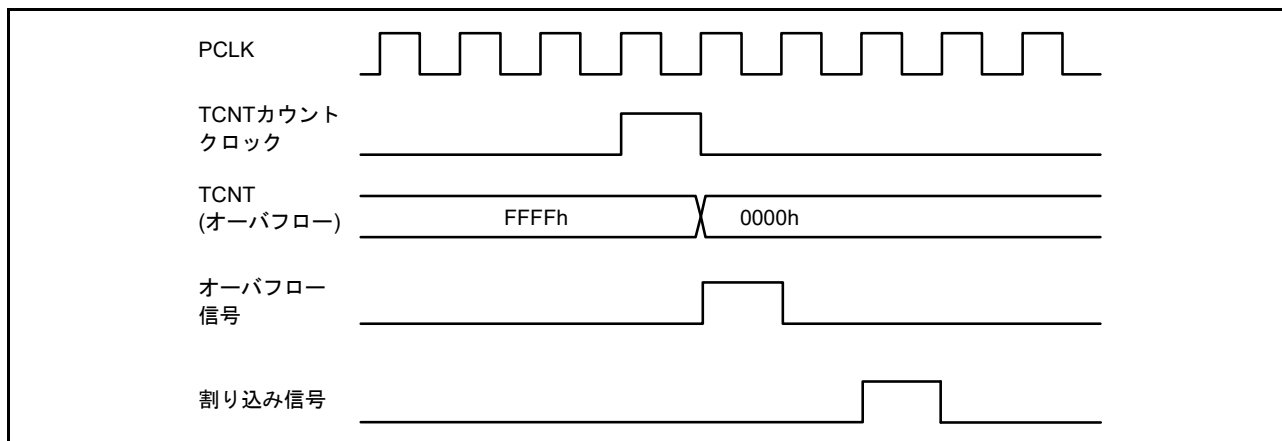 PCLK
TCNTカウント
クロック
TCNT
(オーバフロー)
FFFFh
0000h
オーバフロー
信号
割り込み信号